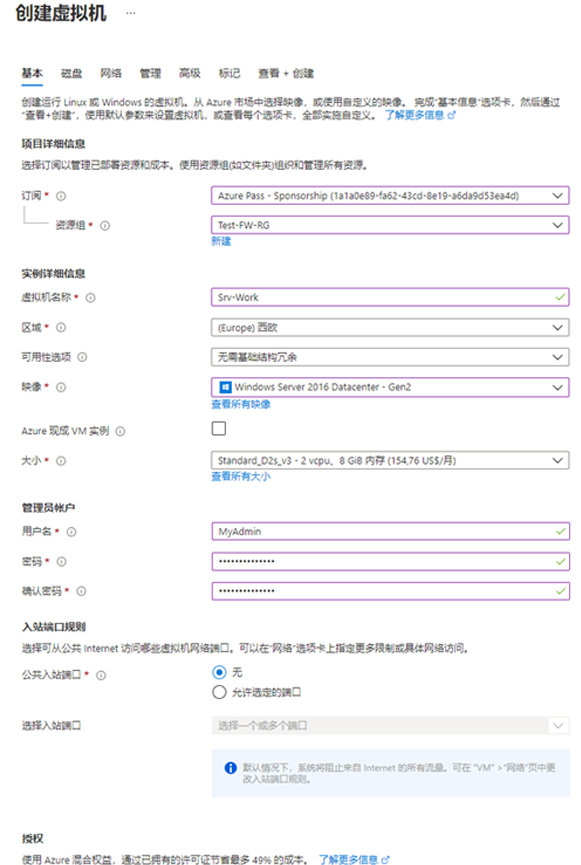 创建虚拟机 ...
基本 磁盘 网络 管理 高级 标记 查看 + 创建
创建运行 Linux 或 Windows 的虚拟机。从 Azure 市场中选择映像，或使用自定义的映像。 完成"基本信息"选项卡，然后通过
"查看+创建"，使用默认参数来设置虚拟机，或查看每个选项卡，全部实施自定义。 了解更多信息
项目详细信息
选择订阅以管理已部署资源和成本。使用资源组(如文件夹)组织和管理所有资源。
订阅 * Azure Pass - Sponsorship (1a1a0e89-fa62-43cd-8e19-a6da9d53ea4d)
资源组 * Test-FW-RG
新建
实例详细信息
虚拟机名称 * Srv-Work
区域 * (Europe) 西欧
可用性选项 无需基础结构冗余
映像 * Windows Server 2016 Datacenter - Gen2
查看所有映像
Azure 现成 VM 实例
大小 * Standard_D2s_v3 - 2 vcpu、8 GiB 内存 (154,76 US$/月)
查看所有大小
管理员帐户
用户名 * MyAdmin
密码 * ••••••••••••••
确认密码 * ••••••••••••••
入站端口规则
选择可从公共 Internet 访问哪些虚拟机网络端口。可以在"网络"选项卡上指定更多限制或具体网络访问。
公共入站端口 * 无
允许选定的端口
选择入站端口 选择一个或多个端口
默认情况下，系统将阻止来自 Internet 的所有流量。可在 "VM" >"网络"页中更
改入站端口规则。
授权
使用 Azure 混合权益，通过已拥有的许可证节省最多 49% 的成本。 了解更多信息